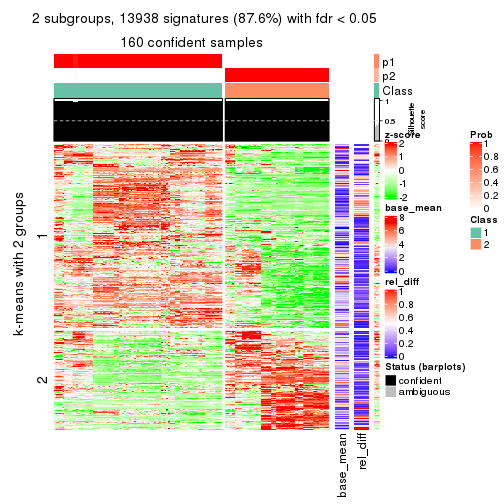 2 subgroups, 13938 signatures (87.6%) with fdr < 0.05
160 confident samples
p1
p2
Class
1
0.5
0
Silhouette
score
k-means with 2 groups
1
2
base_mean
rel_diff
z-score
2
1
0
-1
-2
base_mean
8
6
4
2
0
rel_diff
1
0.8
0.6
0.4
0.2
0
Status (barplots)
confident
ambiguous
Prob
1
0.8
0.6
0.4
0.2
0
Class
1
2